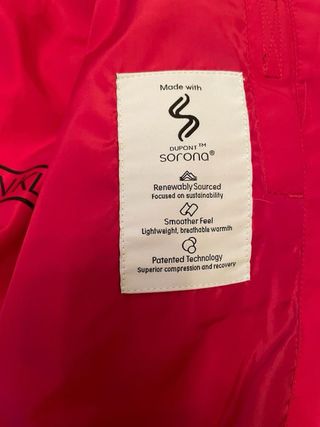 Made with
DUPONT™
sorona®
Renewably Sourced
Focused on sustainability
Smoother Feel
Lightweight, breathable warmth
Patented Technology
Superior compression and recovery